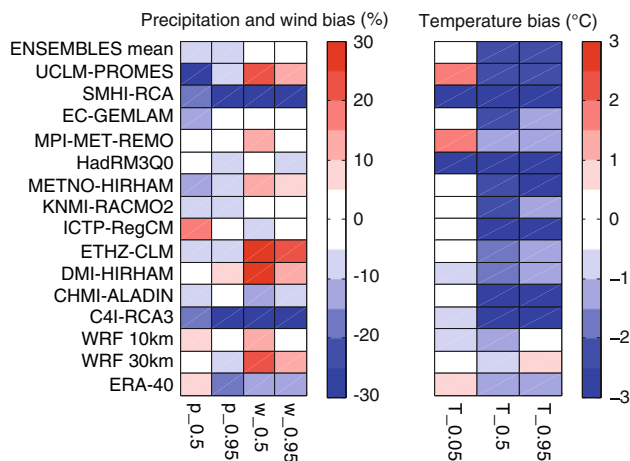 Precipitation and wind bias (%)
Temperature bias (°C)
ENSEMBLES mean
UCLM-PROMES
SMHI-RCA
EC-GEMLAM
MPI-MET-REMO
HadRM3Q0
METNO-HIRHAM
KNMI-RACMO2
ICTP-RegCM
ETHZ-CLM
DMI-HIRHAM
CHMI-ALADIN
C4I-RCA3
WRF 10km
WRF 30km
ERA-40
p_0.5
p_0.95
w_0.5
w_0.95
30
20
10
0
-10
-20
-30
T_0.05
T_0.5
T_0.95
3
2
1
0
−1
−2
−3